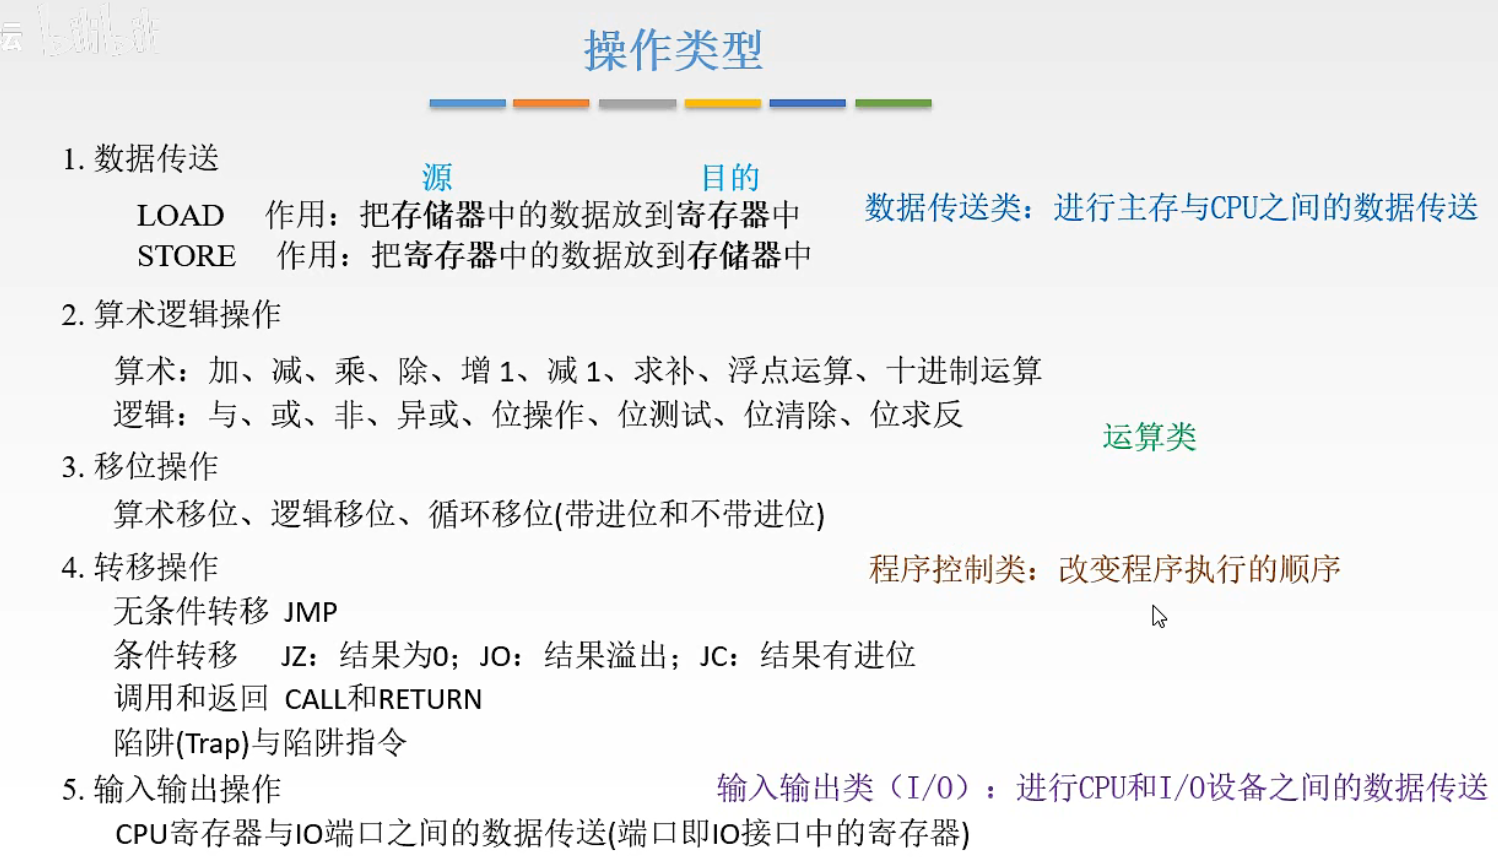 云 bilibili
操作类型
1. 数据传送
源 目的
LOAD 作用：把存储器中的数据放到寄存器中 数据传送类：进行主存与CPU之间的数据传送
STORE 作用：把寄存器中的数据放到存储器中
2. 算术逻辑操作
算术：加、减、乘、除、增 1、减 1、求补、浮点运算、十进制运算
逻辑：与、或、非、异或、位操作、位测试、位清除、位求反
运算类
3. 移位操作
算术移位、逻辑移位、循环移位(带进位和不带进位)
4. 转移操作 程序控制类：改变程序执行的顺序
无条件转移 JMP
条件转移 JZ：结果为0；JO：结果溢出；JC：结果有进位
调用和返回 CALL和RETURN
陷阱(Trap)与陷阱指令
5. 输入输出操作 输入输出类（I/O）：进行CPU和I/O设备之间的数据传送
CPU寄存器与IO端口之间的数据传送(端口即IO接口中的寄存器)